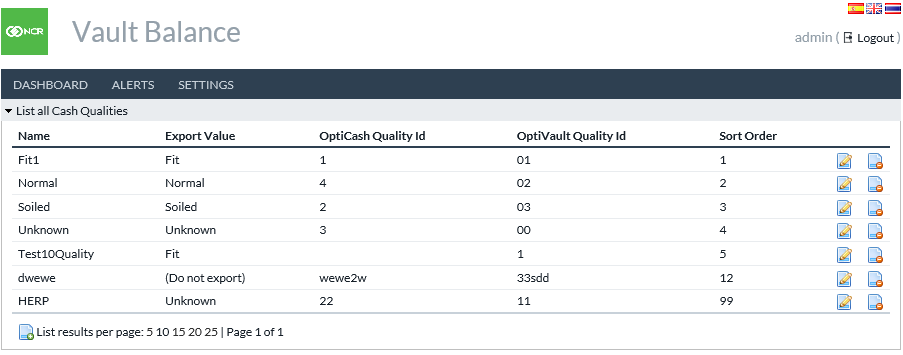 NCR
Vault Balance
admin ( Logout )
DASHBOARD ALERTS SETTINGS
List all Cash Qualities
Name Export Value OptiCash Quality Id OptiVault Quality Id Sort Order
Fit1 Fit 1 01 1
Normal Normal 4 02 2
Soiled Soiled 2 03 3
Unknown Unknown 3 00 4
Test10Quality Fit 1 5
dwewe (Do not export) wewe2w 33sdd 12
HERP Unknown 22 11 99
List results per page: 5 10 15 20 25 | Page 1 of 1